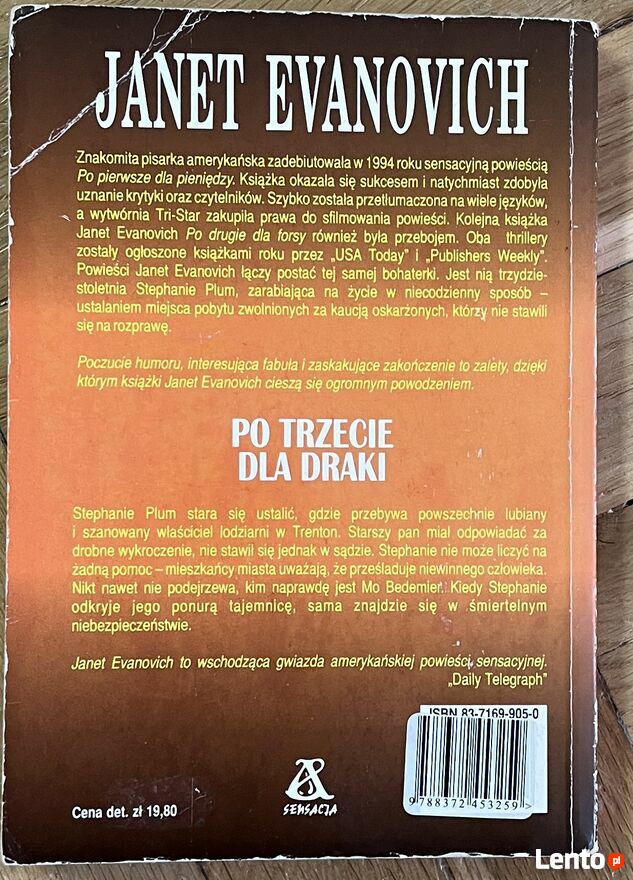 JANET EVANOVICH
Znakomita pisarka amerykańska zadebiutowala w 1994 roku sensacyjną powieścią
Po pierwsze dla pieniędzy. Książka okazała się sukcesem i natychmiast zdobyła
uznanie krytyki oraz czytelników. Szybko została przetłumaczona na wiele języków,
a wytwórnia Tri-Star zakupiła prawa do sfilmowania powieści. Kolejna książka
Janet Evanovich Po drugie dla forsy również była przebojem. Oba thrillery
zostały ogłoszone książkami roku przez „USA Today” i „Publishers Weekly”.
Powieści Janet Evanovich łączy postać tej samej bohaterki. Jest nią trzydzie-
stoletnia Stephanie Plum, zarabiająca na życie w niecodzienny sposób –
ustalaniem miejsca pobytu zwolnionych za kaucją oskarżonych, którzy nie stawili
się na rozprawę.
Poczucie humoru, interesująca fabuła i zaskakujące zakończenie to zalety, dzięki
którym książki Janet Evanovich cieszą się ogromnym powodzeniem.
PO TRZECIE
DLA DRAKI
Stephanie Plum stara się ustalić, gdzie przebywa powszechnie lubiany
i szanowany właściciel lodziarni w Trenton. Starszy pan miał odpowiadać za
drobne wykroczenie, nie stawił się jednak w sądzie. Stephanie nie może liczyć na
żadną pomoc – mieszkańcy miasta uważają, że prześladuje niewinnego człowieka.
Nikt nawet nie podejrzewa, kim naprawdę jest Mo Bedemier. Kiedy Stephanie
odkryje jego ponurą tajemnicę, sama znajdzie się w śmiertelnym
niebezpieczeństwie.
Janet Evanovich to wschodząca gwiazda amerykańskiej powieści sensacyjnej.
„Daily Telegraph”
ISBN 83-7169-905-0
9 788372 453259 >
SENSACJA
Cena det. zł 19,80
Lento.pl